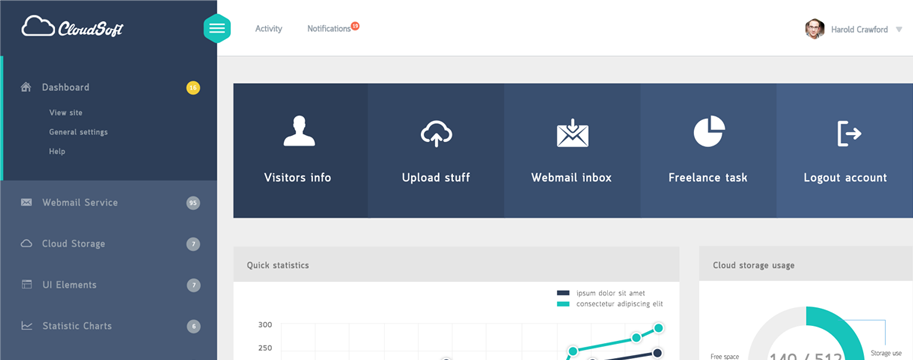 CloudSoft
Activity
Notifications 19
Harold Crawford
Dashboard
View site
General settings
Help
Webmail Service 95
Cloud Storage 7
UI Elements 7
Statistic Charts 6
Visitors info
Upload stuff
Webmail inbox
Freelance task
Logout account
Quick statistics
ipsum dolor sit amet
consectetur adipiscing elit
300
250
Cloud storage usage
140 / 512
Free space
Storage use